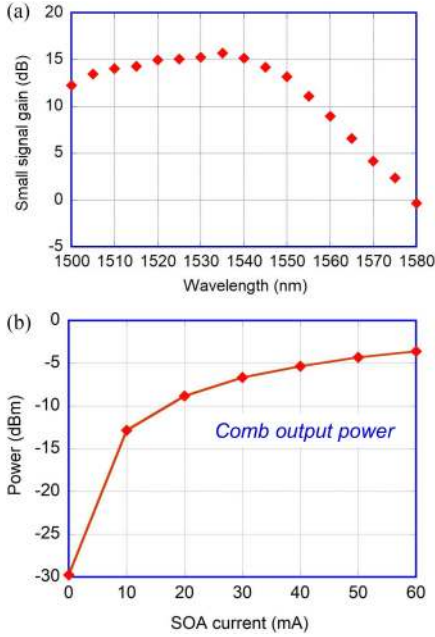 (a)
20
15
10
5
0
-5
Small signal gain (dB)
1500 1510 1520 1530 1540 1550 1560 1570 1580
Wavelength (nm)
(b)
0
-5
-10
-15
-20
-25
-30
Power (dBm)
Comb output power
0 10 20 30 40 50 60
SOA current (mA)